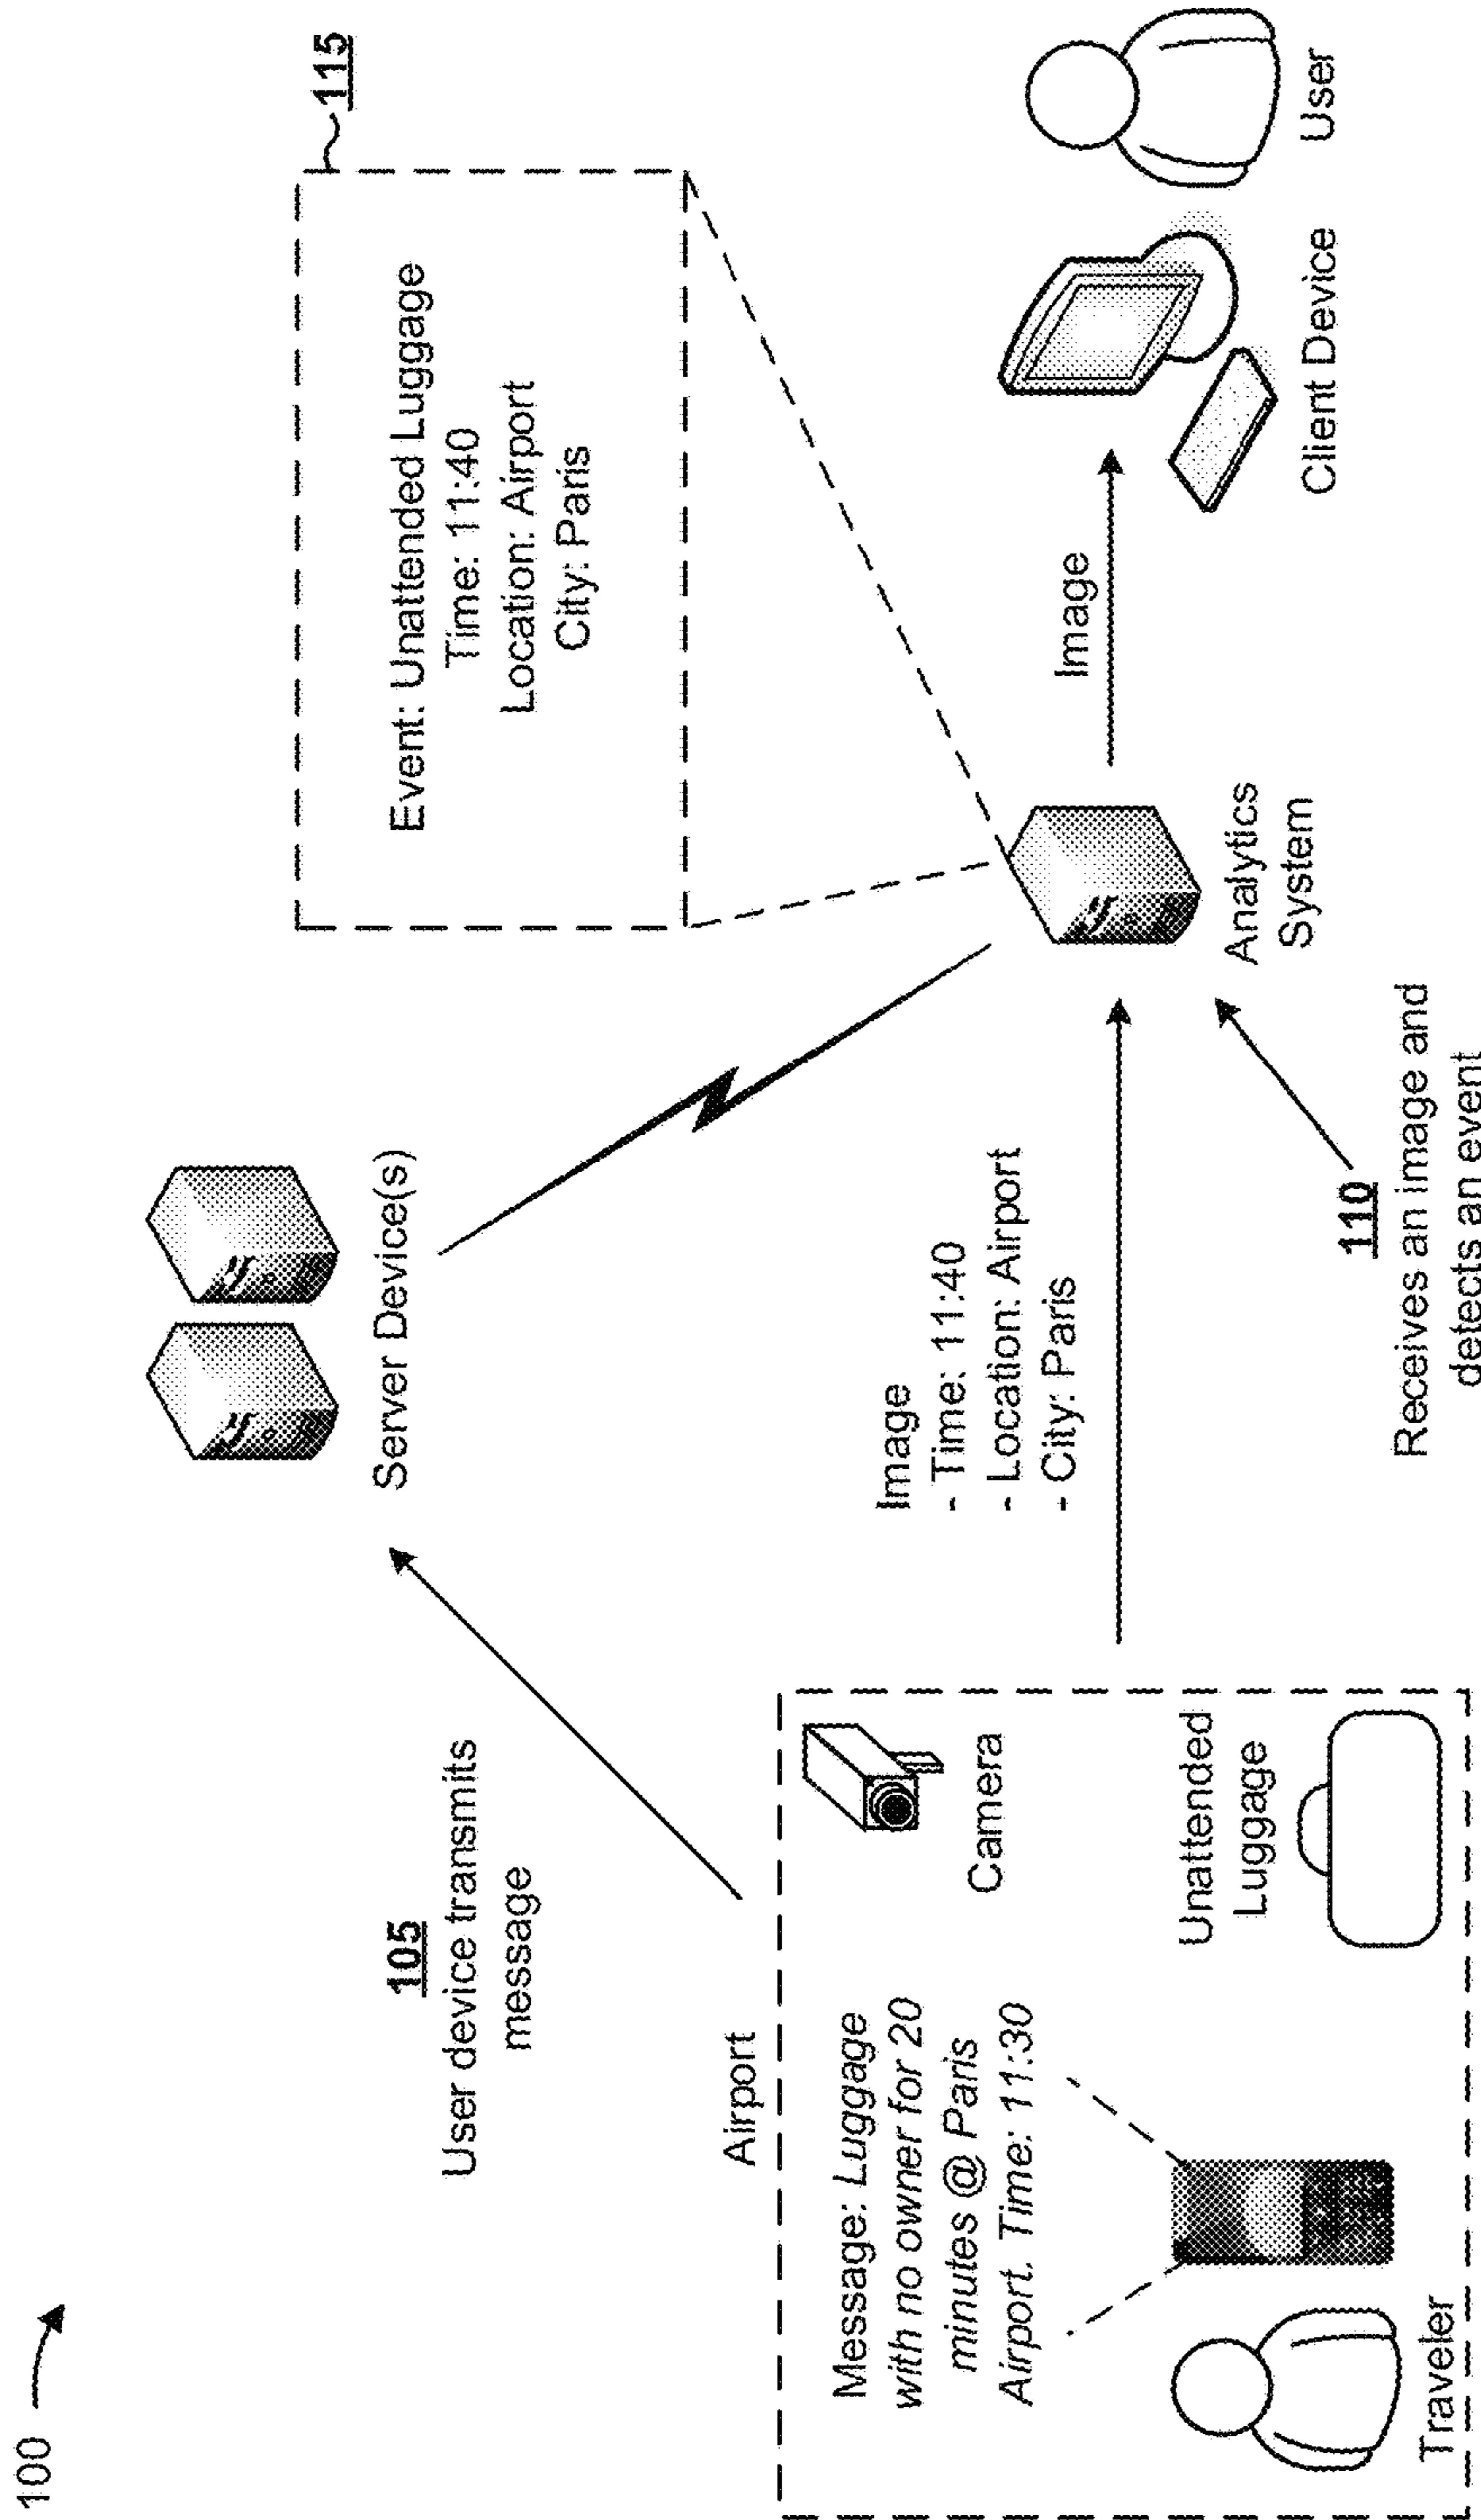 100
105
User device transmits
message
Server Device(s)
115
Event: Unattended Luggage
Time: 11:40
Location: Airport
City: Paris
Airport
Message: Luggage
with no owner for 20
minutes @ Paris
Airport. Time: 11:30
Camera
Traveler
Unattended
Luggage
Image
- Time: 11:40
- Location: Airport
- City: Paris
110
Receives an image and
detects an event
Analytics
System
Image
Client Device
User